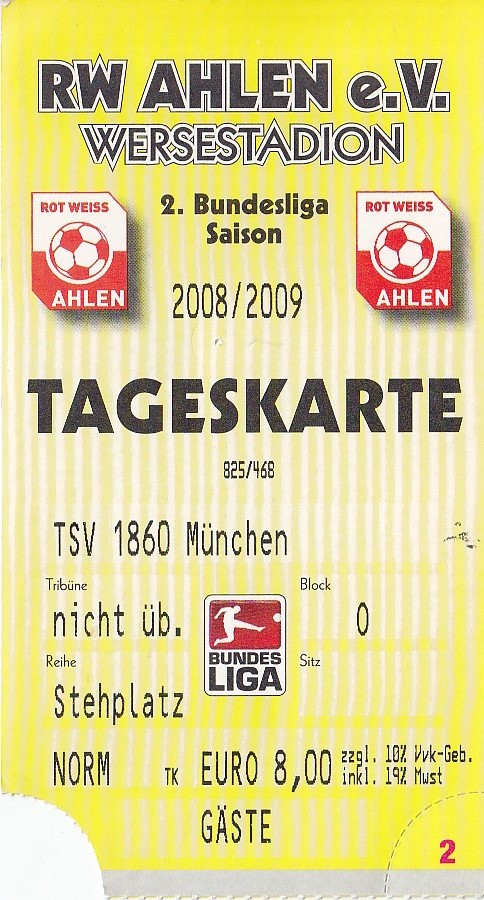 RW AHLEN e.V.
WERSESTADION
ROT WEISS
AHLEN
2. Bundesliga
Saison
ROT WEISS
AHLEN
2008/2009
TAGESKARTE
825/468
TSV 1860 München
Tribüne
Block
nicht üb.
0
BUNDES
LIGA
Reihe
Sitz
Stehplatz
NORM TK EURO 8,00 zzgl. 10% Vvk-Geb.
inkl. 19% Mwst
GÄSTE
2